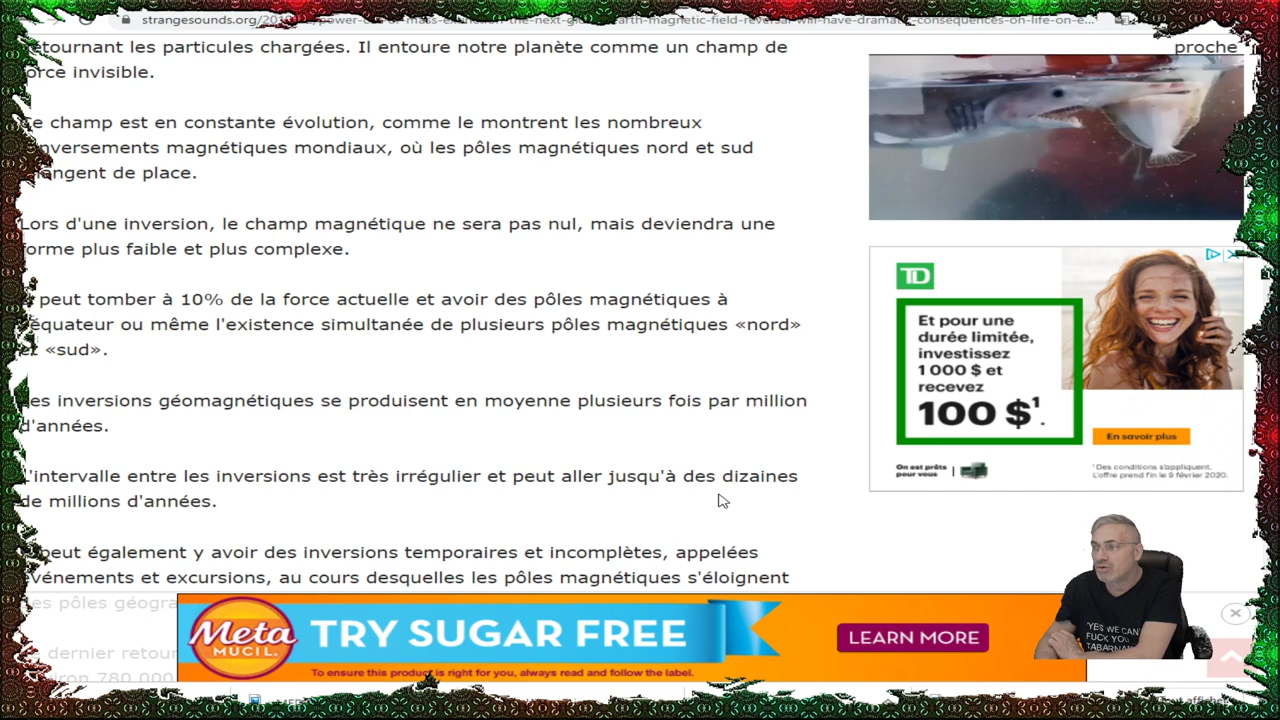 strangesounds.org/
proche
les particules chargées. Il entoure notre planète comme un champ de
invisible.
champ est en constante évolution, comme le montrent les nombreux
magnétiques mondiaux, où les pôles magnétiques nord et sud
de place.
Lors d'une inversion, le champ magnétique ne sera pas nul, mais deviendra une
forme plus faible et plus complexe.
peut tomber à 10% de la force actuelle et avoir des pôles magnétiques à
l'équateur ou même l'existence simultanée de plusieurs pôles magnétiques «nord»
et «sud».
Les inversions géomagnétiques se produisent en moyenne plusieurs fois par million
d'années.
L'intervalle entre les inversions est très irrégulier et peut aller jusqu'à des dizaines
de millions d'années.
peut également y avoir des inversions temporaires et incomplètes, appelées
événements et excursions, au cours desquelles les pôles magnétiques s'éloignent
des pôles
dernier
780 000
TD
Et pour une
durée limitée,
investissez
1 000 $ et
recevez
100 $1.
En savoir plus
On est prêts
pour vous
1 Des conditions s'appliquent.
L'offre prend fin le 9 février 2020.
Meta
MUCIL.
TRY SUGAR FREE
LEARN MORE
To ensure this product is right for you, always read and follow the label.
"YES WE CAN"
FUCK YOU